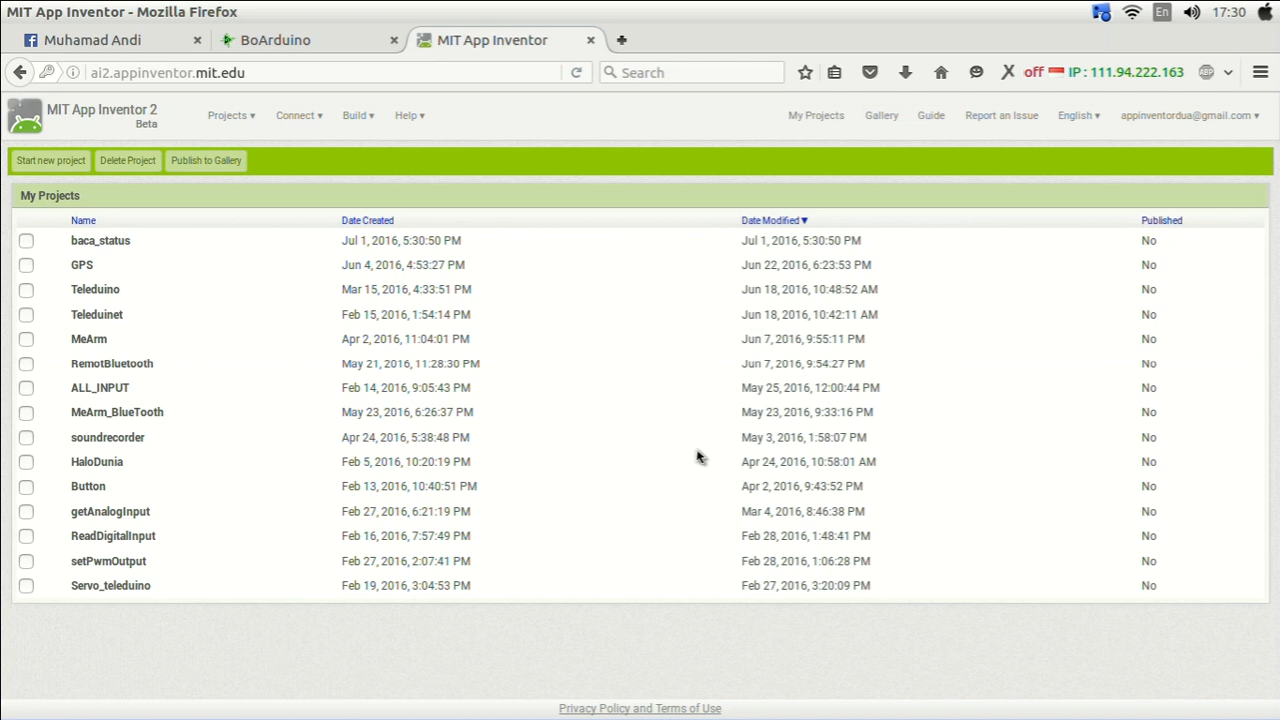 MIT App Inventor - Mozilla Firefox En 17:30
Muhamad Andi × BoArduino × MIT App Inventor ×
ai2.appinventor.mit.edu Search off IP : 111.94.222.163 ABP
MIT App Inventor 2
Beta
Projects ▾ Connect ▾ Build ▾ Help ▾ My Projects Gallery Guide Report an Issue English ▾ appinventordua@gmail.com ▾
Start new project Delete Project Publish to Gallery
My Projects
Name Date Created Date Modified ▼ Published
baca_status Jul 1, 2016, 5:30:50 PM Jul 1, 2016, 5:30:50 PM No
GPS Jun 4, 2016, 4:53:27 PM Jun 22, 2016, 6:23:53 PM No
Teleduino Mar 15, 2016, 4:33:51 PM Jun 18, 2016, 10:48:52 AM No
Teleduinet Feb 15, 2016, 1:54:14 PM Jun 18, 2016, 10:42:11 AM No
MeArm Apr 2, 2016, 11:04:01 PM Jun 7, 2016, 9:55:11 PM No
RemotBluetooth May 21, 2016, 11:28:30 PM Jun 7, 2016, 9:54:27 PM No
ALL_INPUT Feb 14, 2016, 9:05:43 PM May 25, 2016, 12:00:44 PM No
MeArm_BlueTooth May 23, 2016, 6:26:37 PM May 23, 2016, 9:33:16 PM No
soundrecorder Apr 24, 2016, 5:38:48 PM May 3, 2016, 1:58:07 PM No
HaloDunia Feb 5, 2016, 10:20:19 PM Apr 24, 2016, 10:58:01 AM No
Button Feb 13, 2016, 10:40:51 PM Apr 2, 2016, 9:43:52 PM No
getAnalogInput Feb 27, 2016, 6:21:19 PM Mar 4, 2016, 8:46:38 PM No
ReadDigitalInput Feb 16, 2016, 7:57:49 PM Feb 28, 2016, 1:48:41 PM No
setPwmOutput Feb 27, 2016, 2:07:41 PM Feb 28, 2016, 1:06:28 PM No
Servo_teleduino Feb 19, 2016, 3:04:53 PM Feb 27, 2016, 3:20:09 PM No
Privacy Policy and Terms of Use